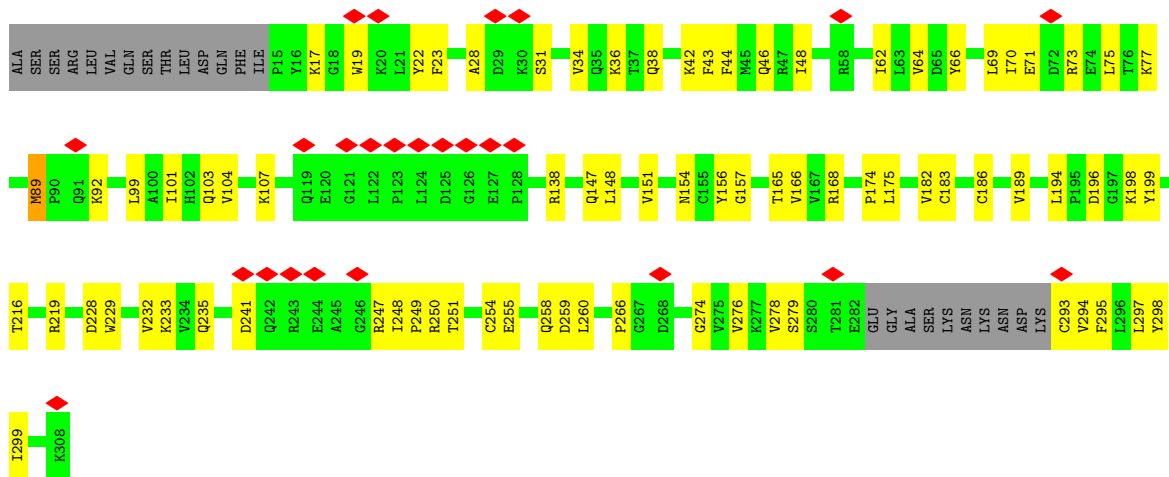 ALA SER SER ARG LEU VAL GLN SER THR LEU ASP GLN PHE ILE P15 Y16 K17 G18 W19 K20 L21 Y22 F23 A28 D29 K30 S31 V34 Q35 K36 T37 Q38 K42 F43 F44 M45 Q46 R47 I48 R58 I62 L63 V64 D65 Y66 L69 I70 E71 D72 R73 E74 L75 T76 K77
M89 P90 Q91 K92 L99 A100 I101 H102 Q103 V104 K107 Q119 E120 G121 L122 P123 L124 D125 G126 E127 P128 R138 Q147 L148 V151 N154 C155 Y156 G157 T165 V166 V167 R168 P174 L175 V182 C183 C186 V189 L194 P195 D196 G197 K198 Y199
T216 R219 D228 W229 V232 K233 V234 Q235 D241 Q242 R243 E244 A245 G246 R247 I248 P249 R250 T251 C254 E255 Q258 D259 L260 P266 G267 D268 G274 V275 V276 K277 V278 S279 S280 T281 E282 GLU GLY ALA SER LYS ASN LYS ASN ASP LYS C293 V294 F295 L296 L297 Y298
I299 K308